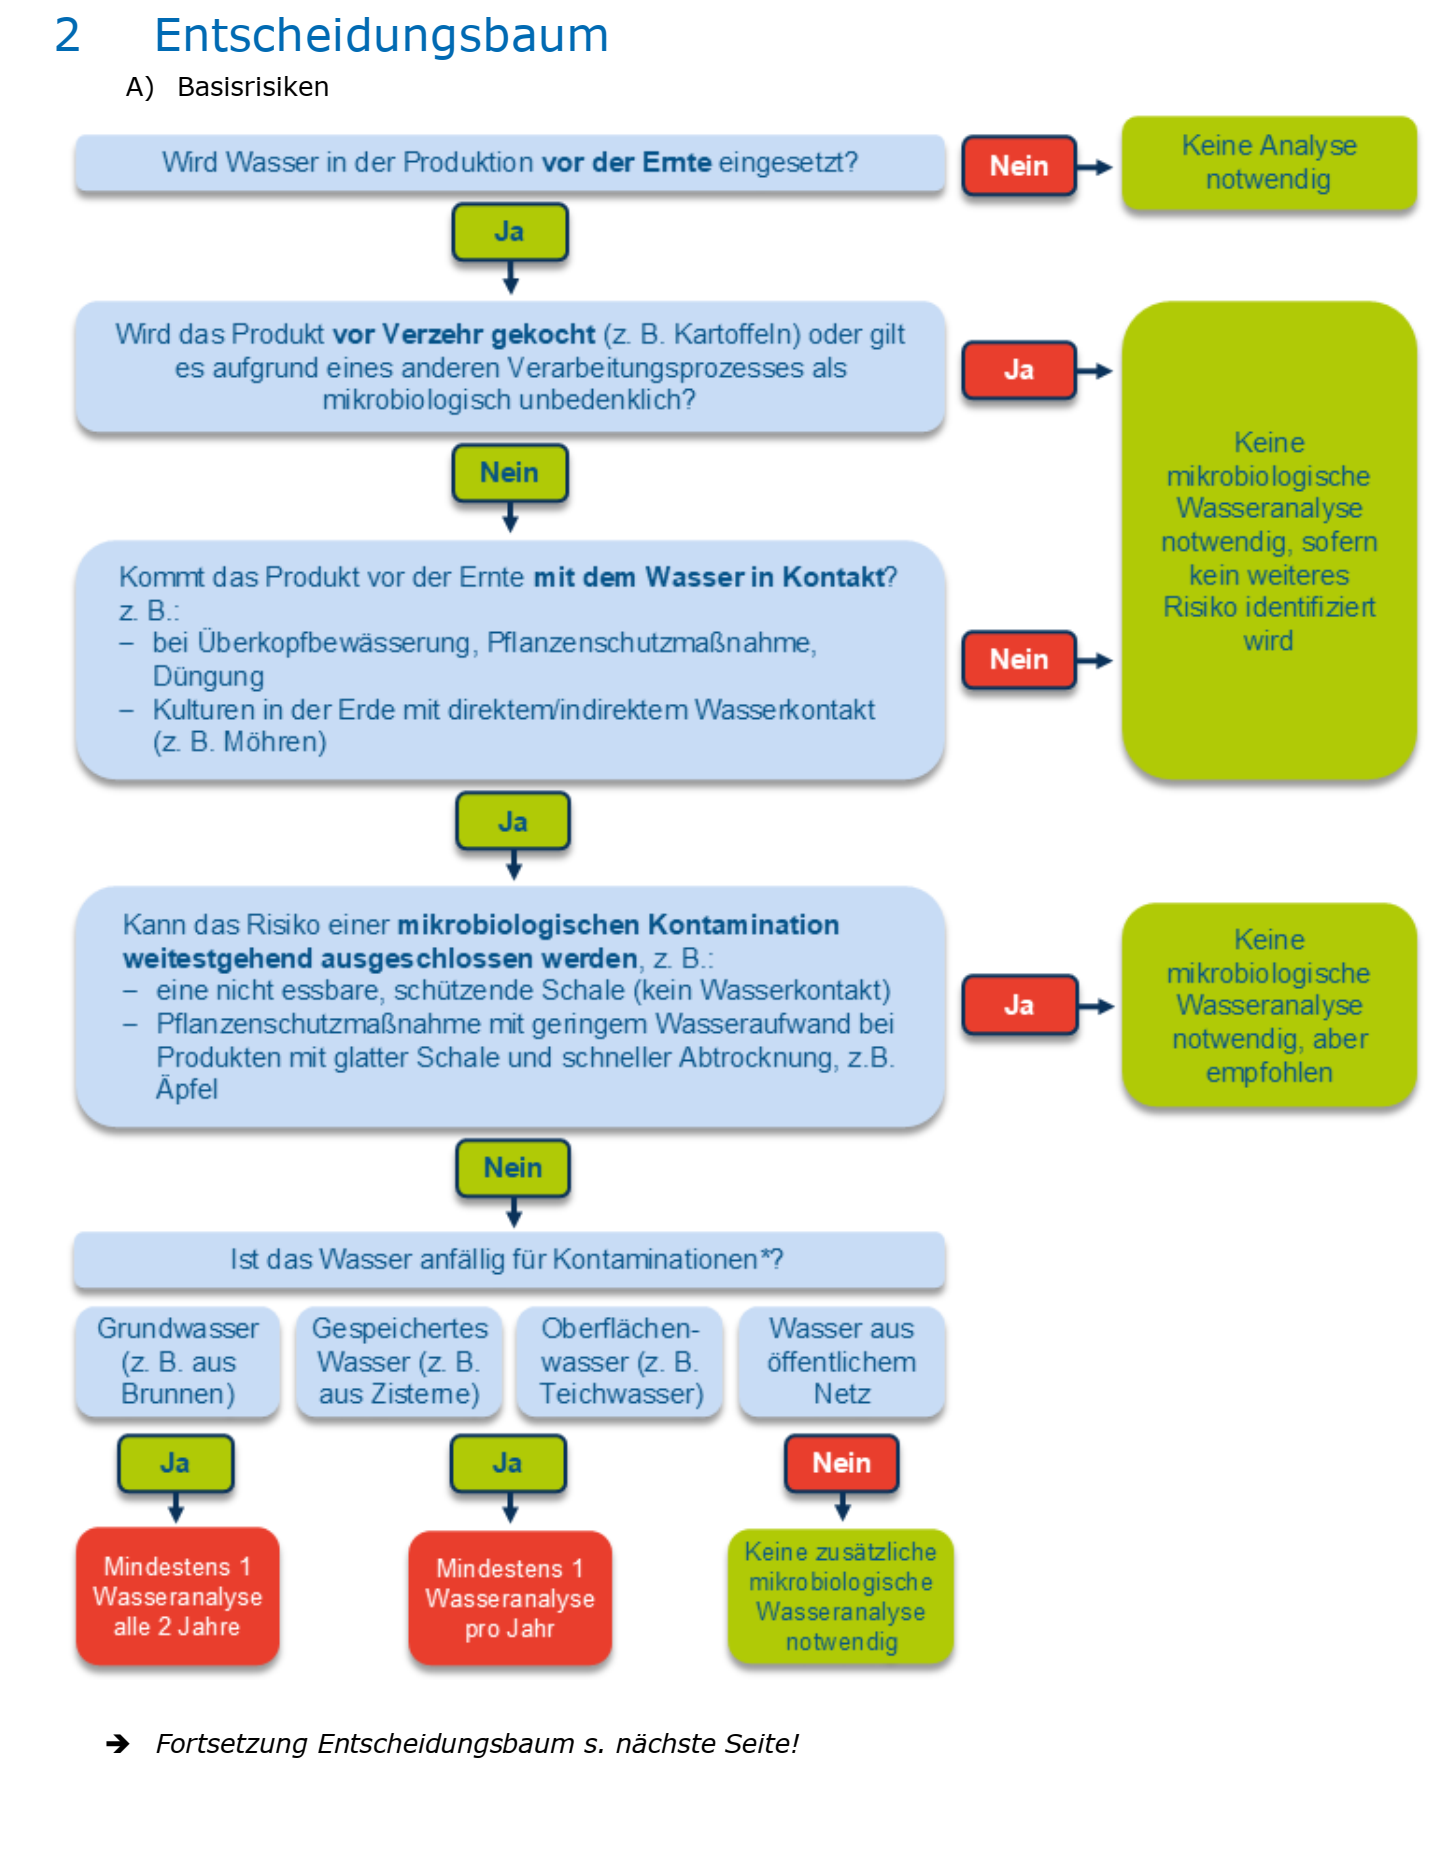 2 Entscheidungsbaum
A) Basisrisiken
Wird Wasser in der Produktion vor der Ernte eingesetzt?
Nein
Keine Analyse
notwendig
Ja
Wird das Produkt vor Verzehr gekocht (z. B. Kartoffeln) oder gilt
es aufgrund eines anderen Verarbeitungsprozesses als
mikrobiologisch unbedenklich?
Ja
Keine
mikrobiologische
Wasseranalyse
notwendig, sofern
kein weiteres
Risiko identifiziert
wird
Nein
Kommt das Produkt vor der Ernte mit dem Wasser in Kontakt?
z. B.:
– bei Überkopfbewässerung, Pflanzenschutzmaßnahme,
Düngung
– Kulturen in der Erde mit direktem/indirektem Wasserkontakt
(z. B. Möhren)
Nein
Ja
Kann das Risiko einer mikrobiologischen Kontamination
weitestgehend ausgeschlossen werden, z. B.:
– eine nicht essbare, schützende Schale (kein Wasserkontakt)
– Pflanzenschutzmaßnahme mit geringem Wasseraufwand bei
Produkten mit glatter Schale und schneller Abtrocknung, z.B.
Äpfel
Ja
Keine
mikrobiologische
Wasseranalyse
notwendig, aber
empfohlen
Nein
Ist das Wasser anfällig für Kontaminationen*?
Grundwasser
(z. B. aus
Brunnen)
Gespeichertes
Wasser (z. B.
aus Zisterne)
Oberflächen-
wasser (z. B.
Teichwasser)
Wasser aus
öffentlichem
Netz
Ja
Ja
Nein
Mindestens 1
Wasseranalyse
alle 2 Jahre
Mindestens 1
Wasseranalyse
pro Jahr
Keine zusätzliche
mikrobiologische
Wasseranalyse
notwendig
➔ Fortsetzung Entscheidungsbaum s. nächste Seite!